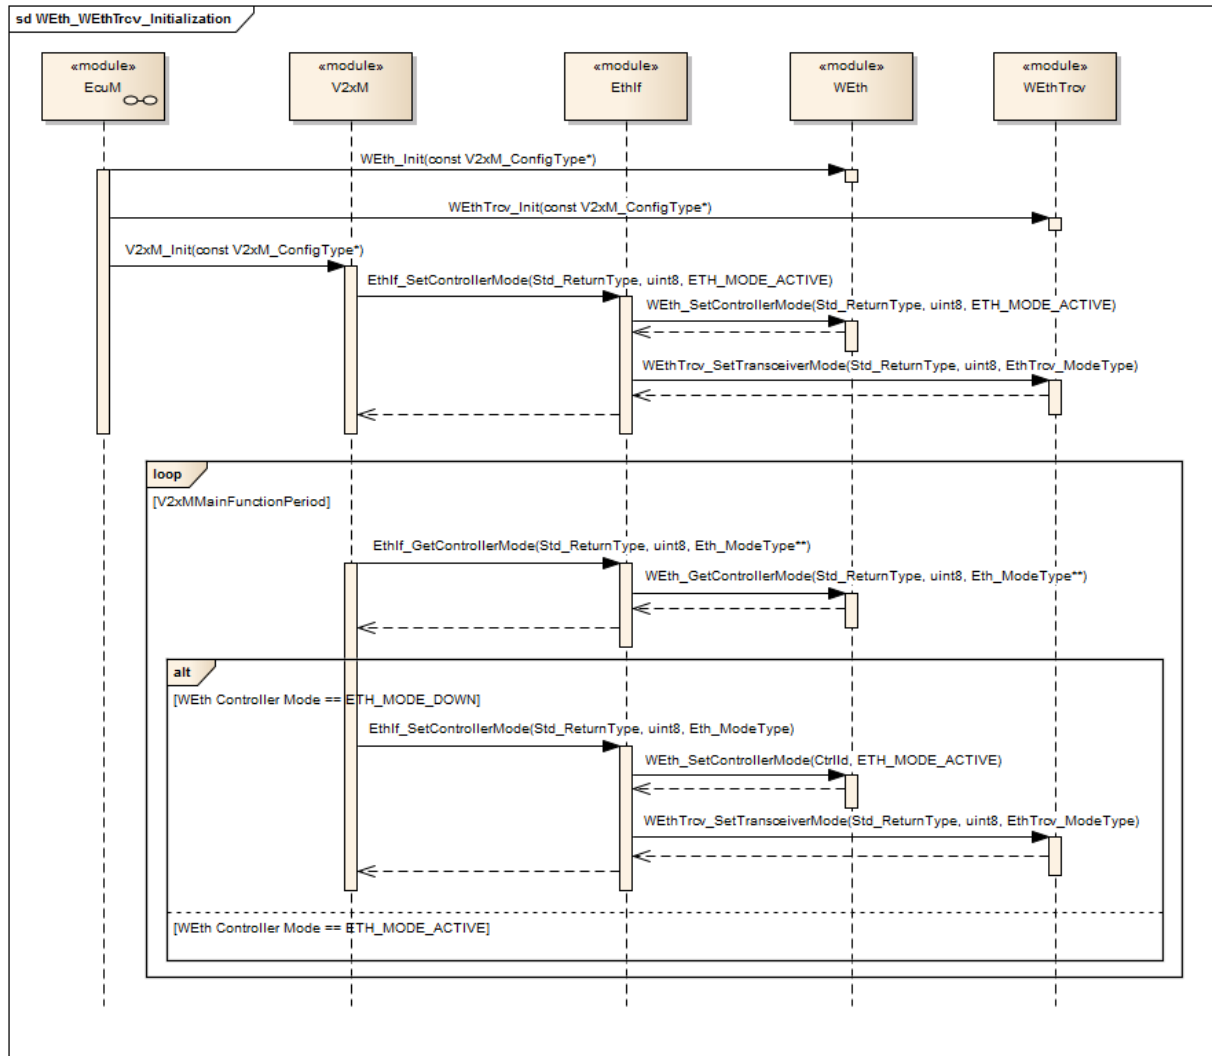 sd WEth_WEthTrcv_Initialization
«module»
EcuM
«module»
V2xM
«module»
EthIf
«module»
WEth
«module»
WEthTrcv
WEth_Init(const V2xM_ConfigType*)
WEthTrcv_Init(const V2xM_ConfigType*)
V2xM_Init(const V2xM_ConfigType*)
EthIf_SetControllerMode(Std_ReturnType, uint8, ETH_MODE_ACTIVE)
WEth_SetControllerMode(Std_ReturnType, uint8, ETH_MODE_ACTIVE)
WEthTrcv_SetTransceiverMode(Std_ReturnType, uint8, EthTrcv_ModeType)
loop
[V2xMMainFunctionPeriod]
EthIf_GetControllerMode(Std_ReturnType, uint8, Eth_ModeType**)
WEth_GetControllerMode(Std_ReturnType, uint8, Eth_ModeType**)
alt
[WEth Controller Mode == ETH_MODE_DOWN]
EthIf_SetControllerMode(Std_ReturnType, uint8, Eth_ModeType)
WEth_SetControllerMode(CtrlId, ETH_MODE_ACTIVE)
WEthTrcv_SetTransceiverMode(Std_ReturnType, uint8, EthTrcv_ModeType)
[WEth Controller Mode == ETH_MODE_ACTIVE]